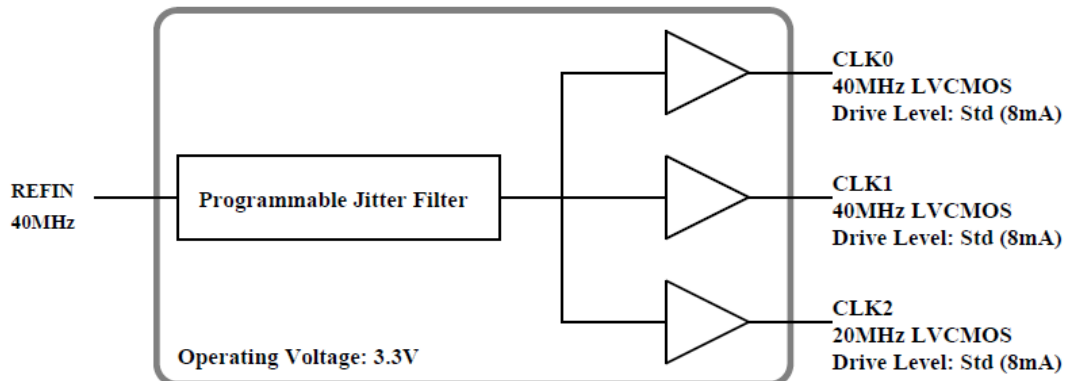 REFIN
40MHz
Programmable Jitter Filter
Operating Voltage: 3.3V
CLK0
40MHz LVCMOS
Drive Level: Std (8mA)
CLK1
40MHz LVCMOS
Drive Level: Std (8mA)
CLK2
20MHz LVCMOS
Drive Level: Std (8mA)